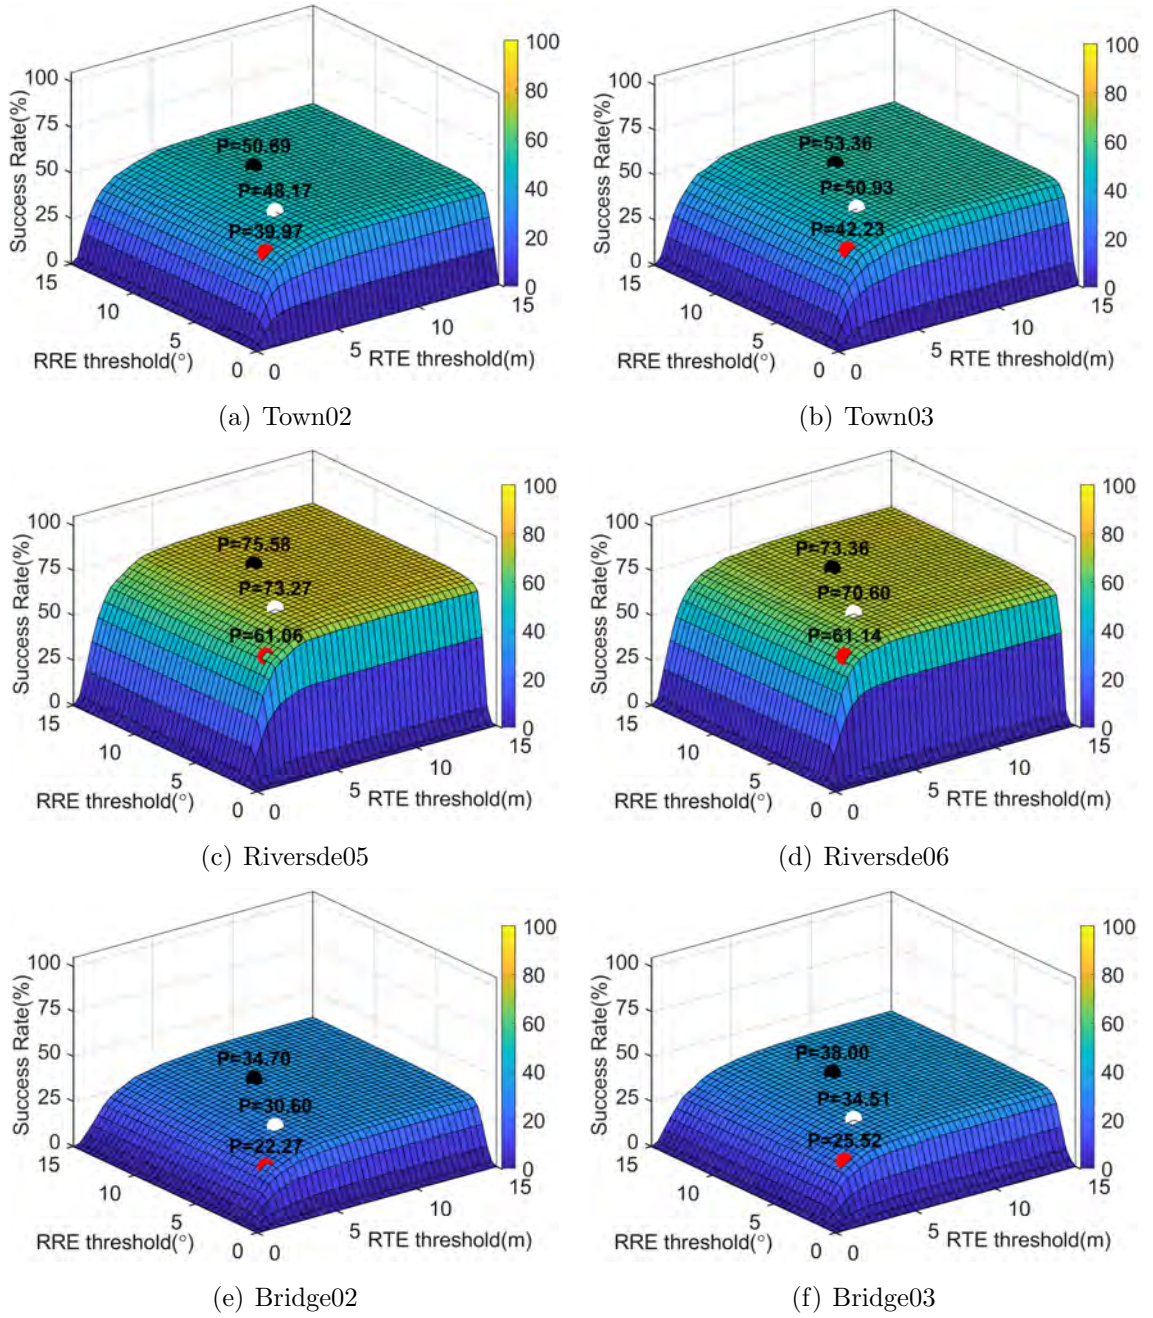 100
75
50
25
0
15
10
5
0
0
5
10
15
Success Rate(%)
RRE threshold(°)
RTE threshold(m)
P=50.69
P=48.17
P=39.97
100
80
60
40
20
0
(a) Town02
100
75
50
25
0
15
10
5
0
0
5
10
15
Success Rate(%)
RRE threshold(°)
RTE threshold(m)
P=53.36
P=50.93
P=42.23
100
80
60
40
20
0
(b) Town03
100
75
50
25
0
15
10
5
0
0
5
10
15
Success Rate(%)
RRE threshold(°)
RTE threshold(m)
P=75.58
P=73.27
P=61.06
100
80
60
40
20
0
(c) Riversde05
100
75
50
25
0
15
10
5
0
0
5
10
15
Success Rate(%)
RRE threshold(°)
RTE threshold(m)
P=73.36
P=70.60
P=61.14
100
80
60
40
20
0
(d) Riversde06
100
75
50
25
0
15
10
5
0
0
5
10
15
Success Rate(%)
RRE threshold(°)
RTE threshold(m)
P=34.70
P=30.60
P=22.27
100
80
60
40
20
0
(e) Bridge02
100
75
50
25
0
15
10
5
0
0
5
10
15
Success Rate(%)
RRE threshold(°)
RTE threshold(m)
P=38.00
P=34.51
P=25.52
100
80
60
40
20
0
(f) Bridge03